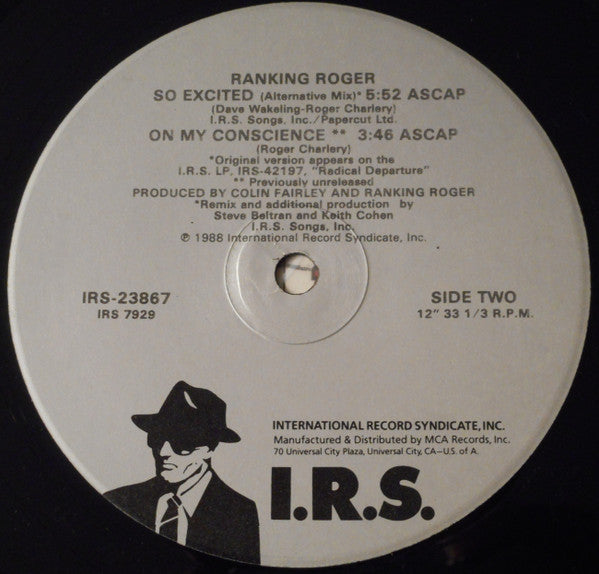 RANKING ROGER
SO EXCITED (Alternative Mix)* 5:52 ASCAP
(Dave Wakeling-Roger Charlery)
I.R.S. Songs, Inc./Papercut Ltd.
ON MY CONSCIENCE ** 3:46 ASCAP
(Roger Charlery)
*Original version appears on the
I.R.S. LP, IRS-42197, "Radical Departure"
** Previously unreleased
PRODUCED BY COLIN FAIRLEY AND RANKING ROGER
*Remix and additional production by
Steve Beltran and Keith Cohen
I.R.S. Songs, Inc.
℗ 1988 International Record Syndicate, Inc.
IRS-23867
IRS 7929
SIDE TWO
12" 33 1/3 R.P.M.
INTERNATIONAL RECORD SYNDICATE, INC.
Manufactured & Distributed by MCA Records, Inc.
70 Universal City Plaza, Universal City, CA-U.S. of A.
I.R.S.